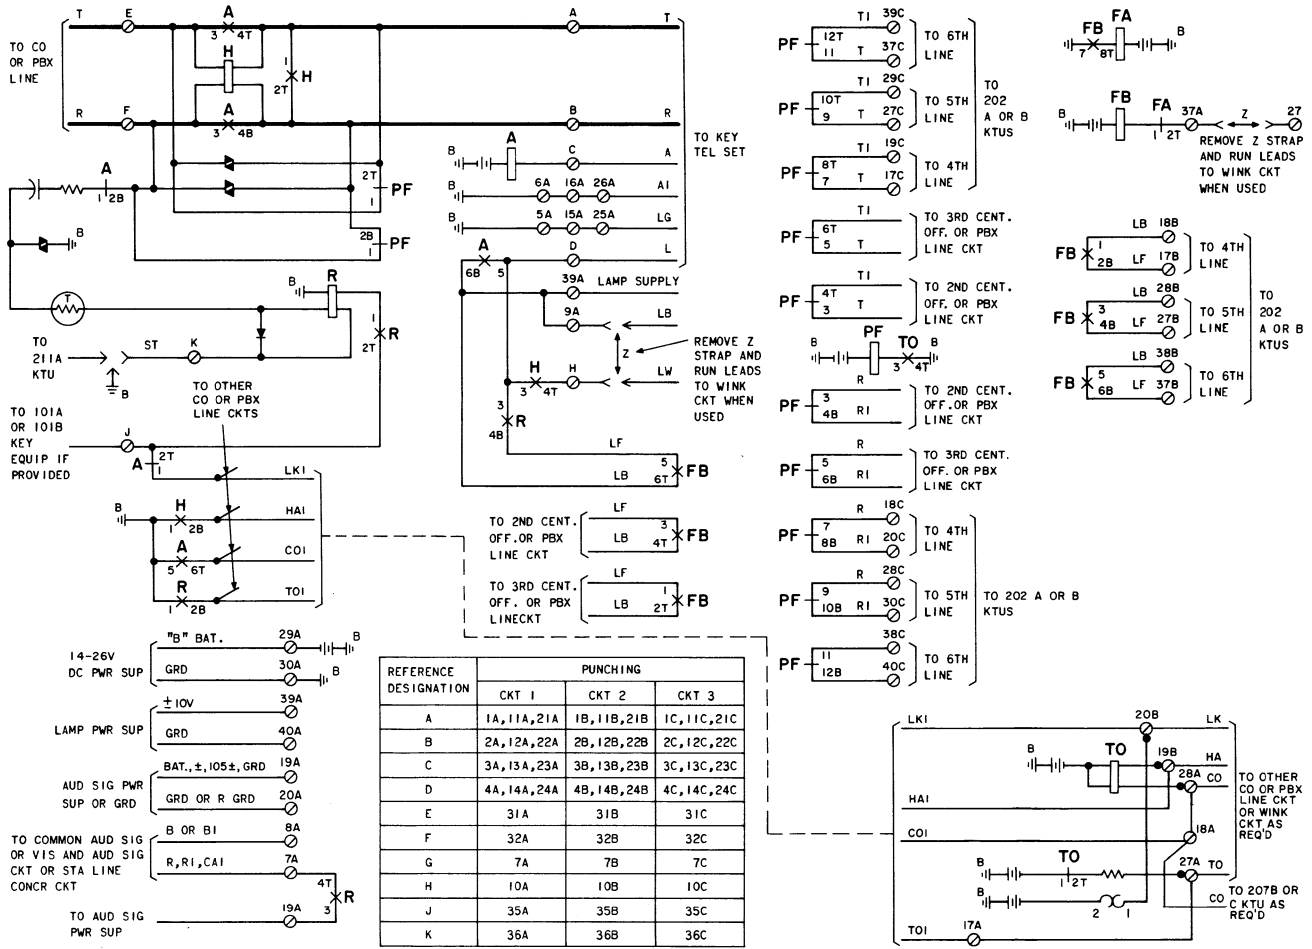 T E A A T
3 4T
TO CO
OR PBX
LINE
H
1
2T H
A
R F 3 4B B R
TO KEY
TEL SET
A
1 2B
2T
1 PF
2B
1 PF
B
B A C A
B 6A 16A 26A A1
B 5A 15A 25A LG
A D L
6B 5
39A LAMP SUPPLY
9A LB
Z
H H LW
3 4T
REMOVE Z
STRAP AND
RUN LEADS
TO WINK
CKT WHEN
USED
3
4B R
LF
LB
5
6T FB
T
B R
1
2T R
TO
211A
KTU
ST K
B
TO OTHER
CO OR PBX
LINE CKTS
TO 101A
OR 101B
KEY
EQUIP IF
PROVIDED
J
A 2T
1
LK1
B H HA1
1 2B
A CO1
5 6T
R TO1
1 2B
TO 2ND CENT.
OFF. OR PBX
LINE CKT
LF
LB
3
4T FB
TO 3RD CENT.
OFF. OR PBX
LINECKT
LF
LB
1
2T FB
14-26V
DC PWR SUP
"B" BAT. 29A B
GRD 30A B
LAMP PWR SUP
±10V 39A
GRD 40A
AUD SIG PWR
SUP OR GRD
BAT.,±,105±,GRD 19A
GRD OR R GRD 20A
TO COMMON AUD SIG
OR VIS AND AUD SIG
CKT OR STA LINE
CONCR CKT
B OR B1 8A
R,R1,CA1 7A
4T
3 R
TO AUD SIG
PWR SUP
19A
REFERENCE DESIGNATION PUNCHING
CKT 1 CKT 2 CKT 3
A 1A,11A,21A 1B,11B,21B 1C,11C,21C
B 2A,12A,22A 2B,12B,22B 2C,12C,22C
C 3A,13A,23A 3B,13B,23B 3C,13C,23C
D 4A,14A,24A 4B,14B,24B 4C,14C,24C
E 31A 31B 31C
F 32A 32B 32C
G 7A 7B 7C
H 10A 10B 10C
J 35A 35B 35C
K 36A 36B 36C
PF 12T T1 39C
11 T 37C
TO 6TH
LINE
PF 10T T1 29C
9 T 27C
TO 5TH
LINE
PF 8T T1 19C
7 T 17C
TO 4TH
LINE
TO
202
A OR B
KTUS
PF 6T T1
5 T
TO 3RD CENT.
OFF. OR PBX
LINE CKT
PF 4T T1
3 T
TO 2ND CENT.
OFF. OR PBX
LINE CKT
B PF TO B
3 4T
PF 3 R
4B R1
TO 2ND CENT.
OFF.OR PBX
LINE CKT
PF 5 R
6B R1
TO 3RD CENT.
OFF. OR PBX
LINE CKT
PF 7 R 18C
8B R1 20C
TO 4TH
LINE
PF 9 R 28C
10B R1 30C
TO 5TH
LINE
PF 11 38C
12B 40C
TO 6TH
LINE
TO 202 A OR B
KTUS
B FB FA B
7 8T
B FB FA 37A Z 27
1 2T
REMOVE Z STRAP
AND RUN LEADS
TO WINK CKT
WHEN USED
FB 1 LB 18B
2B LF 17B
TO 4TH
LINE
FB 3 LB 28B
4B LF 27B
TO 5TH
LINE
FB 5 LB 38B
6B LF 37B
TO 6TH
LINE
TO
202
A OR B
KTUS
LK1 20B LK
B TO 19B HA
28A CO
HA1
CO1 18A
B TO 27A TO
1 2T
B 2 1 CO
TO1 17A
TO OTHER
CO OR PBX
LINE CKT
OR WINK
CKT AS
REQ'D
TO 207B OR
C KTU AS
REQ'D